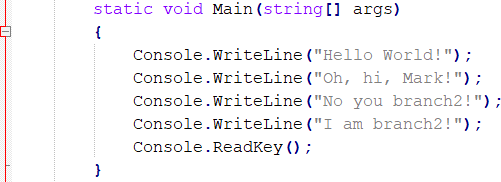 static void Main(string[] args)
{
Console.WriteLine("Hello World!");
Console.WriteLine("Oh, hi, Mark!");
Console.WriteLine("No you branch2!");
Console.WriteLine("I am branch2!");
Console.ReadKey();
}